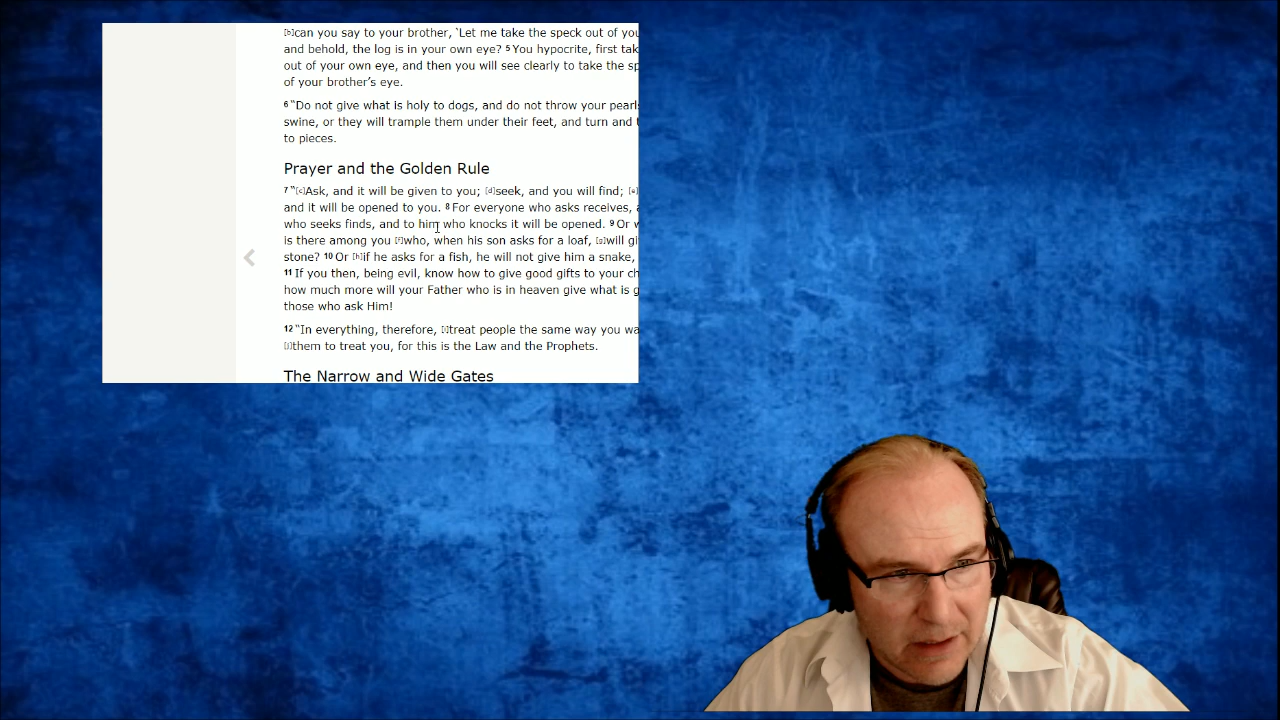 [b]can you say to your brother, ‘Let me take the speck out of you
and behold, the log is in your own eye? 5 You hypocrite, first tak
out of your own eye, and then you will see clearly to take the sp
of your brother’s eye.
6 “Do not give what is holy to dogs, and do not throw your pearls
swine, or they will trample them under their feet, and turn and t
to pieces.
Prayer and the Golden Rule
7 “[c]Ask, and it will be given to you; [d]seek, and you will find; [e]
and it will be opened to you. 8 For everyone who asks receives, a
who seeks finds, and to him who knocks it will be opened. 9 Or w
is there among you [f]who, when his son asks for a loaf, [g]will gi
stone? 10 Or [h]if he asks for a fish, he will not give him a snake,
11 If you then, being evil, know how to give good gifts to your ch
how much more will your Father who is in heaven give what is g
those who ask Him!
12 “In everything, therefore, [i]treat people the same way you wa
[j]them to treat you, for this is the Law and the Prophets.
The Narrow and Wide Gates